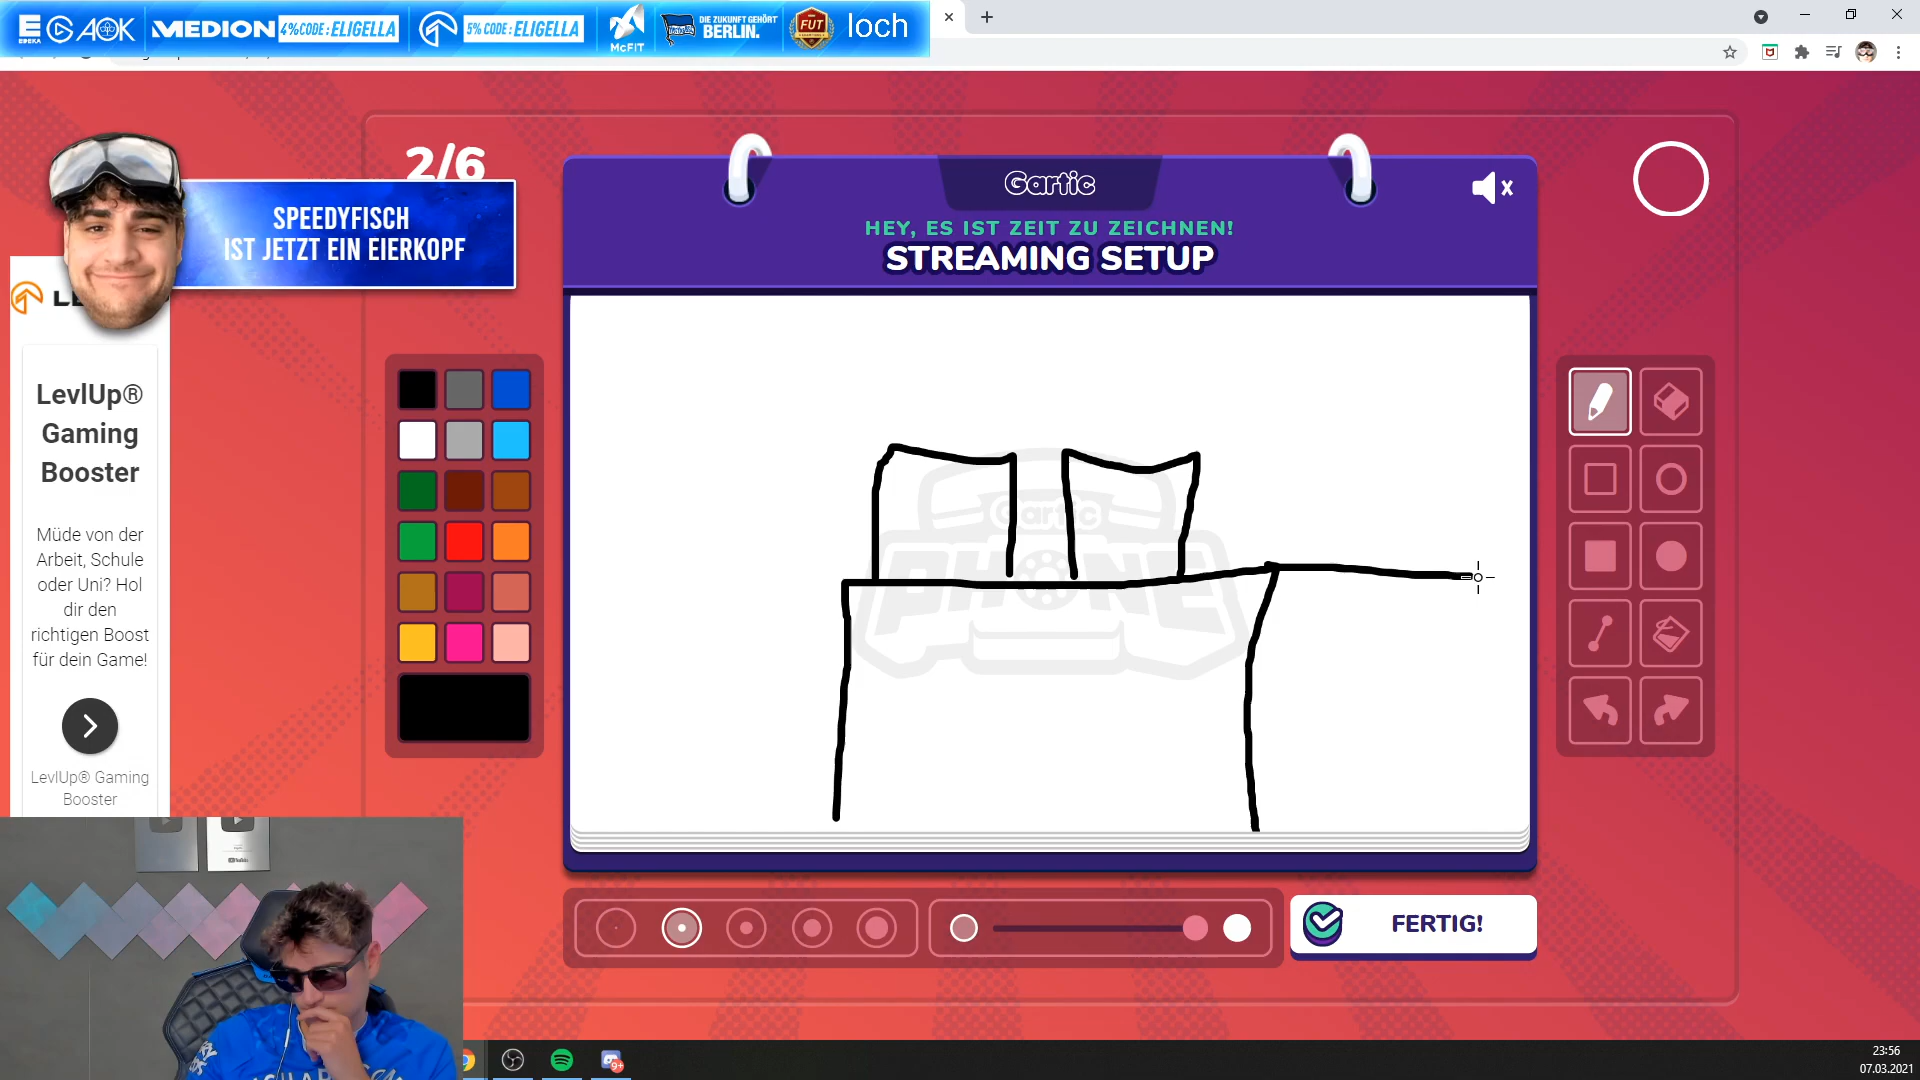 EDEKA AOK MEDION 4% CODE: ELIGELLA 5% CODE: ELIGELLA McFIT DIE ZUKUNFT GEHÖRT BERLIN. FUT loch
2/6
Gartic
SPEEDYFISCH
IST JETZT EIN EIERKOPF
HEY, ES IST ZEIT ZU ZEICHNEN!
STREAMING SETUP
LevlUp®
Gaming
Booster
Müde von der
Arbeit, Schule
oder Uni? Hol
dir den
richtigen Boost
für dein Game!
LevlUp® Gaming
Booster
Gartic
PHONE
FERTIG!
9+
23:56
07.03.2021